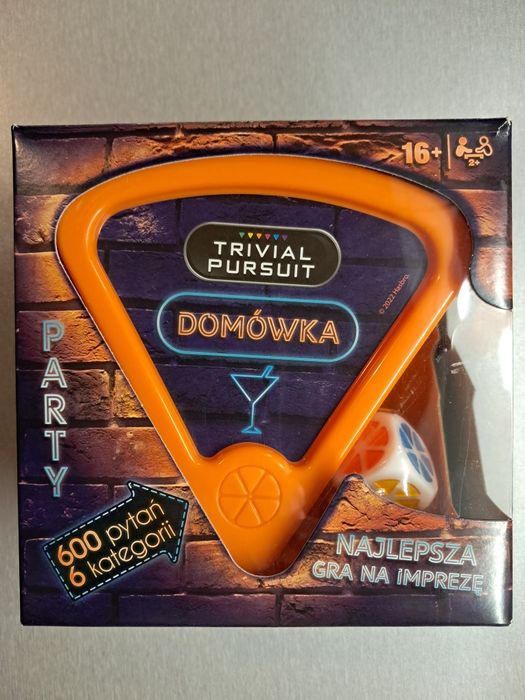 16+
2+
TRIVIAL
PURSUIT
© 2022 Hasbro.
DOMÓWKA
PARTY
600 pytań
6 kategorii
NAJLEPSZA
GRA NA iMPREZĘ